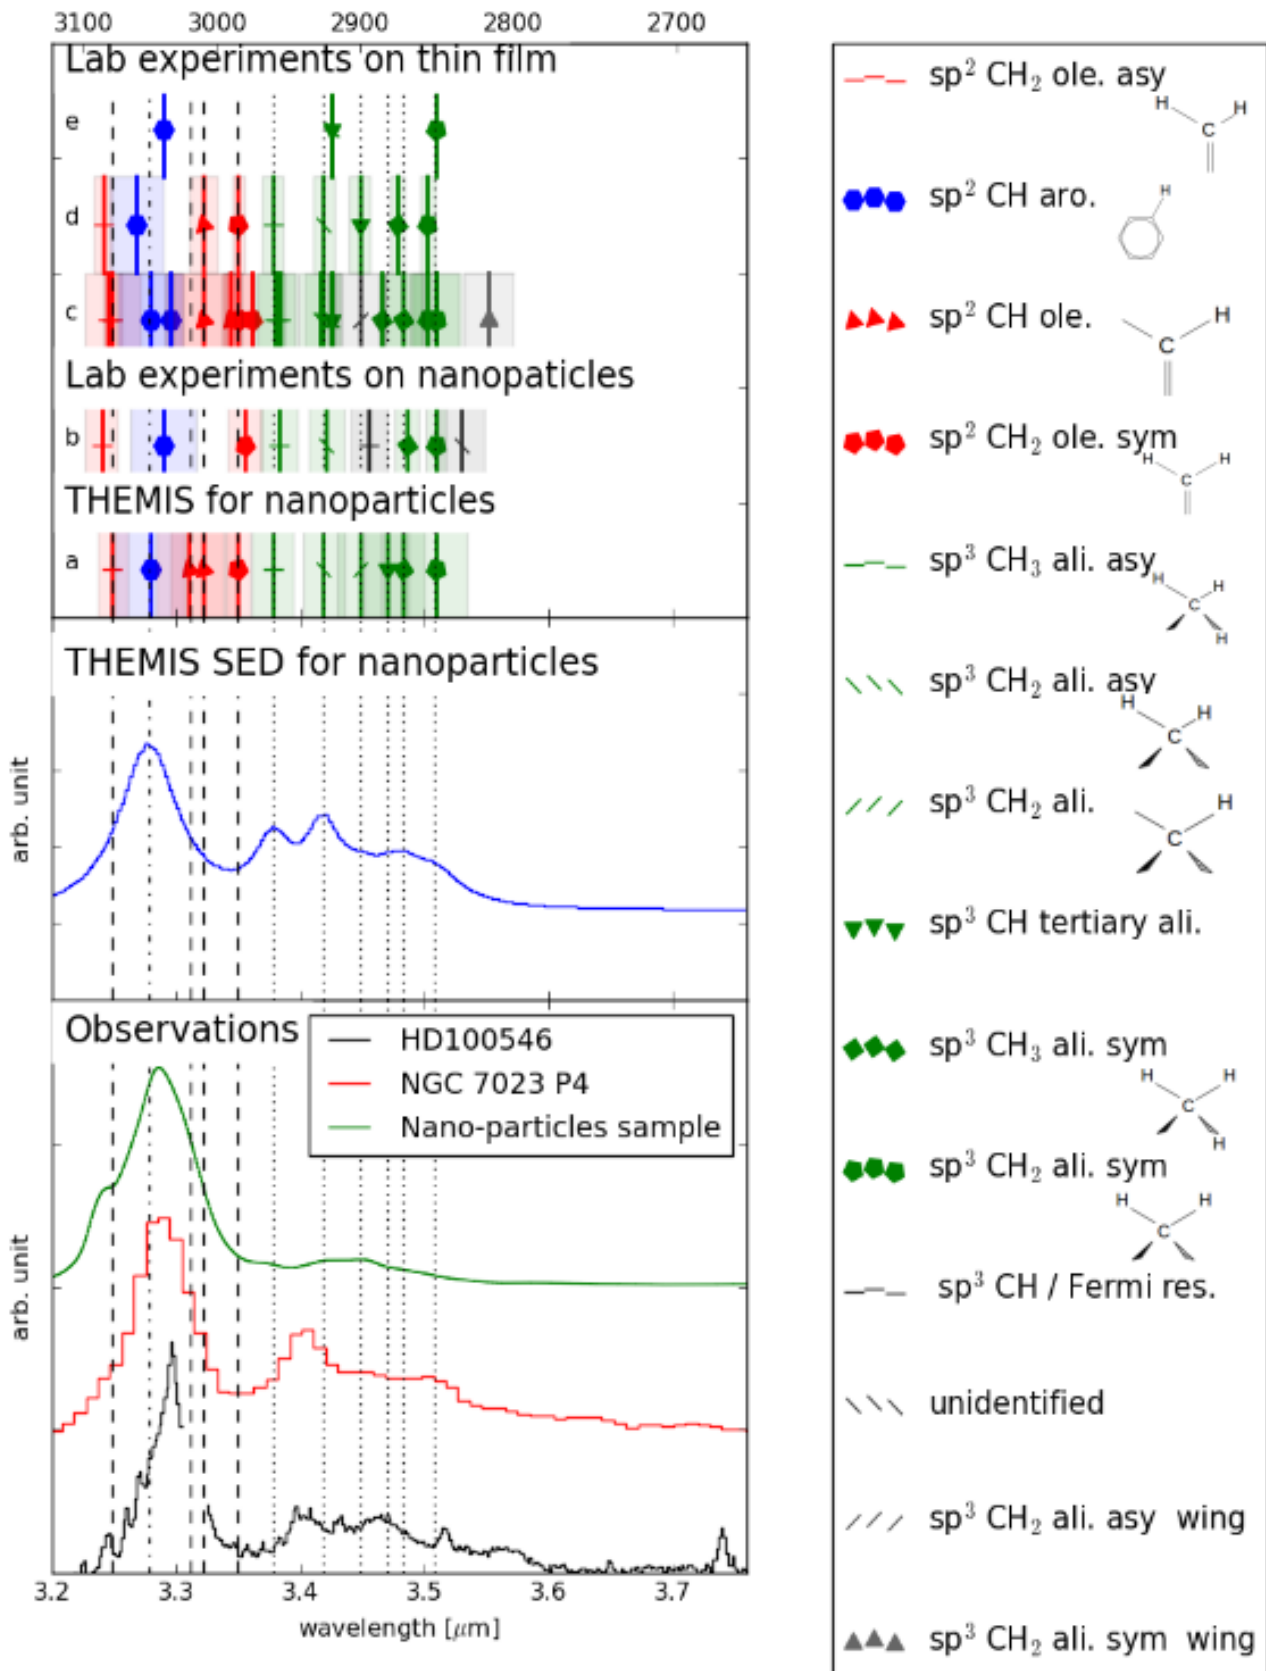 3100 3000 2900 2800 2700
Lab experiments on thin film
e
d
c
Lab experiments on nanopaticles
b
THEMIS for nanoparticles
a
THEMIS SED for nanoparticles
arb. unit
Observations
HD100546
NGC 7023 P4
Nano-particles sample
arb. unit
3.2 3.3 3.4 3.5 3.6 3.7
wavelength [μm]
sp² CH₂ ole. asy
H H
C
sp² CH aro.
H
sp² CH ole.
H
C
sp² CH₂ ole. sym
H H
C
sp³ CH₃ ali. asy
H
C H
H
sp³ CH₂ ali. asy
H H
C
sp³ CH₂ ali.
H
C
sp³ CH tertiary ali.
sp³ CH₃ ali. sym
H H
C
H
sp³ CH₂ ali. sym
H H
C
sp³ CH / Fermi res.
unidentified
sp³ CH₂ ali. asy wing
sp³ CH₂ ali. sym wing